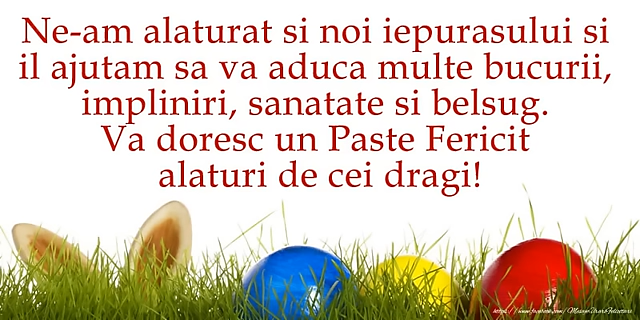 Ne-am alaturat si noi iepurasului si
il ajutam sa va aduca multe bucurii,
impliniri, sanatate si belsug.
Va doresc un Paste Fericit
alaturi de cei dragi!